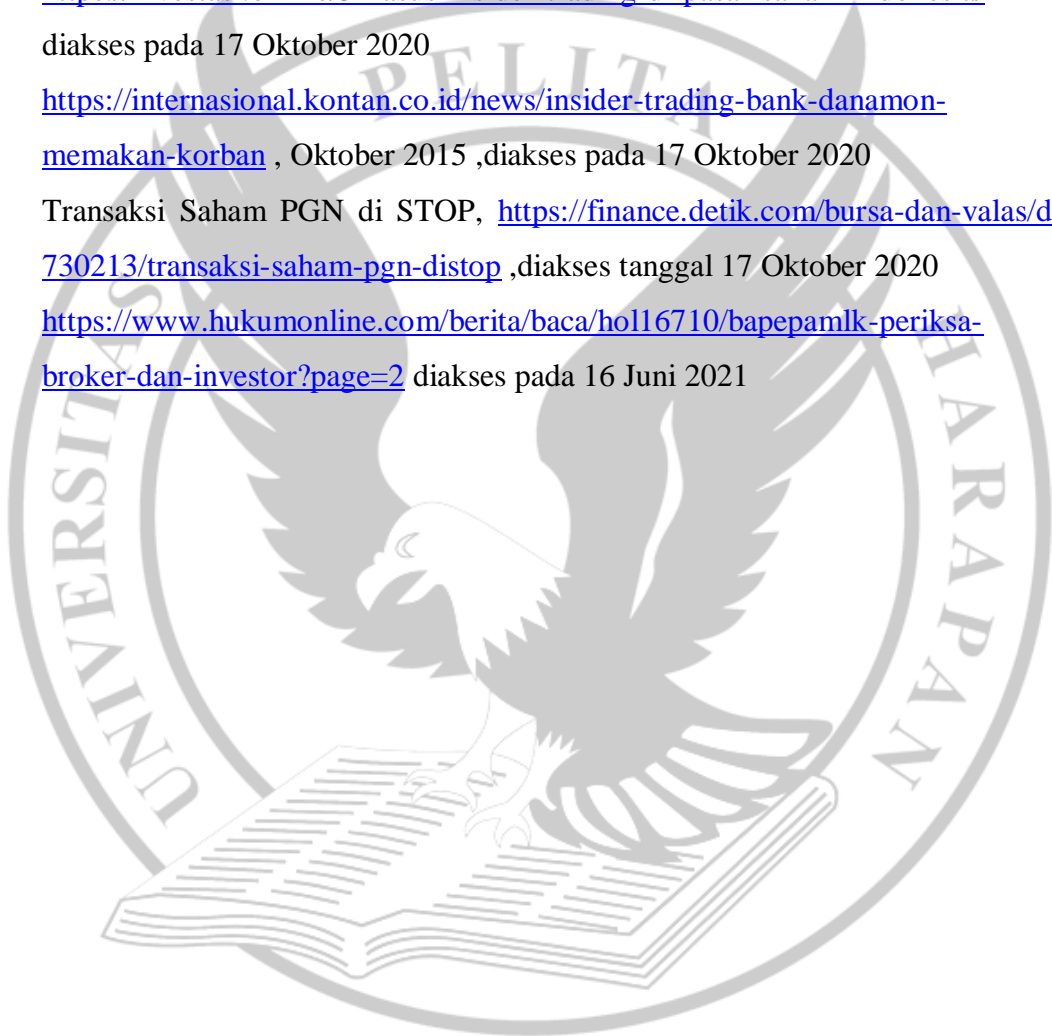 diakses pada 17 Oktober 2020
https://internasional.kontan.co.id/news/insider-trading-bank-danamon-
memakan-korban , Oktober 2015 ,diakses pada 17 Oktober 2020
Transaksi Saham PGN di STOP, https://finance.detik.com/bursa-dan-valas/d
730213/transaksi-saham-pgn-distop ,diakses tanggal 17 Oktober 2020
https://www.hukumonline.com/berita/baca/hol16710/bapepamlk-periksa-
broker-dan-investor?page=2 diakses pada 16 Juni 2021
UNIVERSITAS PELITA HARAPAN